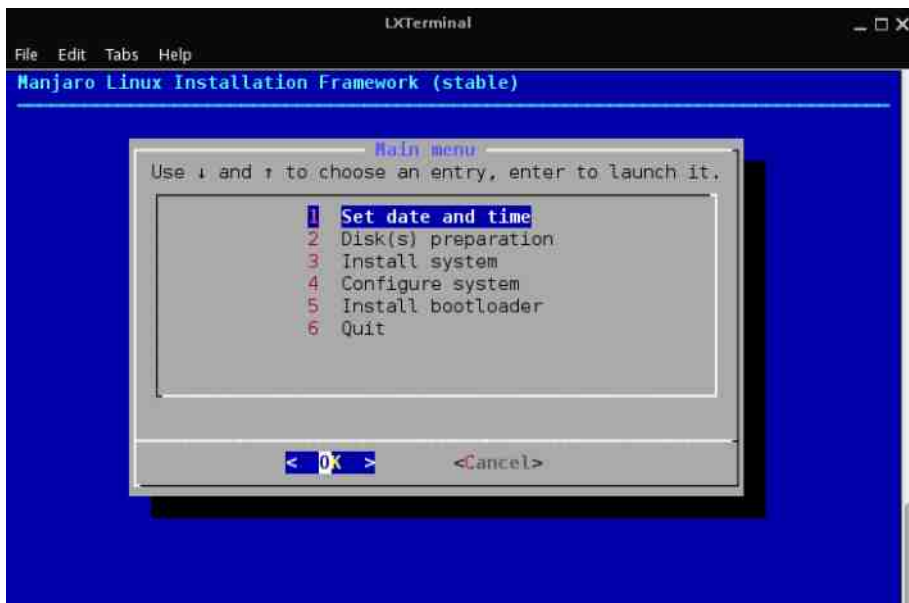 LXTerminal
File Edit Tabs Help
Manjaro Linux Installation Framework (stable)
Main menu
Use ↓ and ↑ to choose an entry, enter to launch it.
1 Set date and time
2 Disk(s) preparation
3 Install system
4 Configure system
5 Install bootloader
6 Quit
< OK > <Cancel>